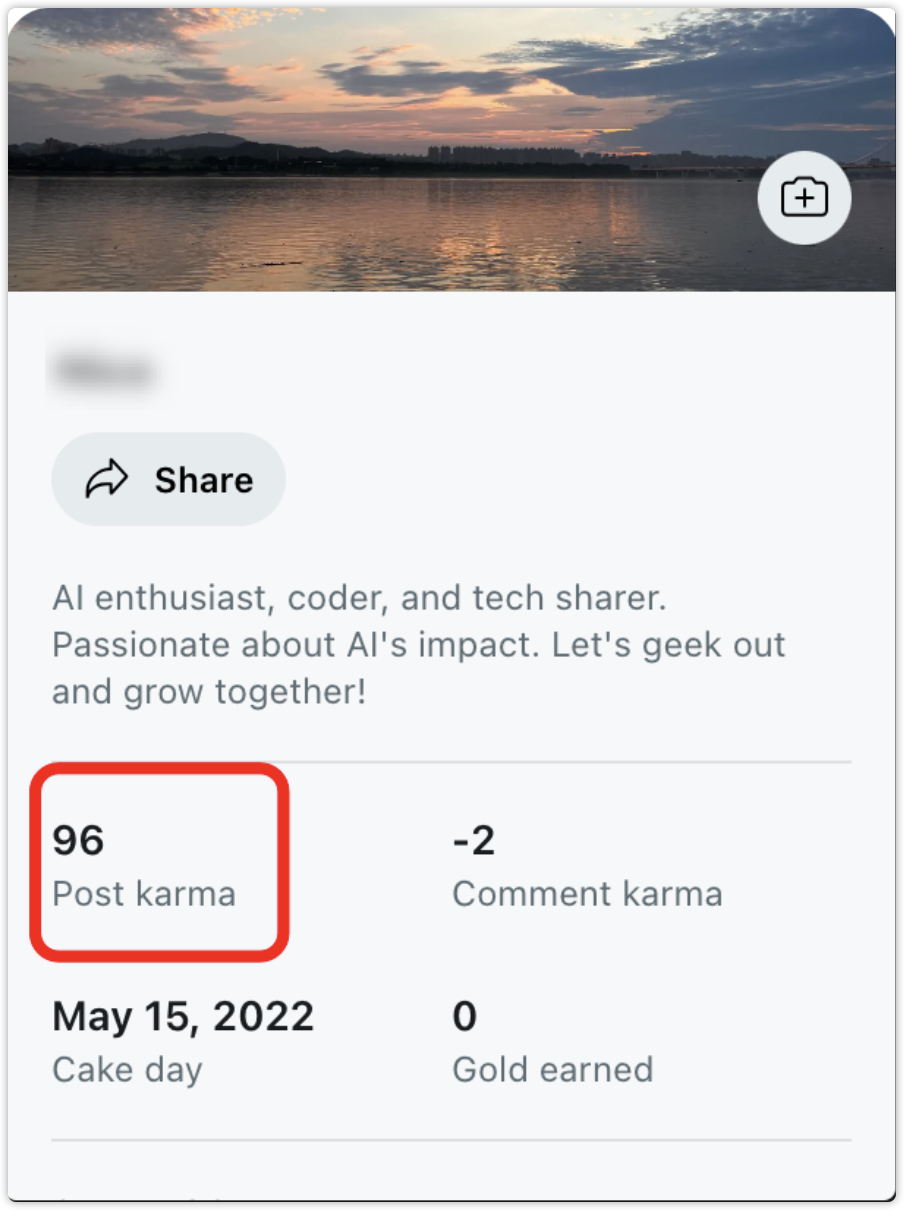 Share
AI enthusiast, coder, and tech sharer.
Passionate about AI's impact. Let's geek out
and grow together!
96
Post karma
-2
Comment karma
May 15, 2022
Cake day
0
Gold earned